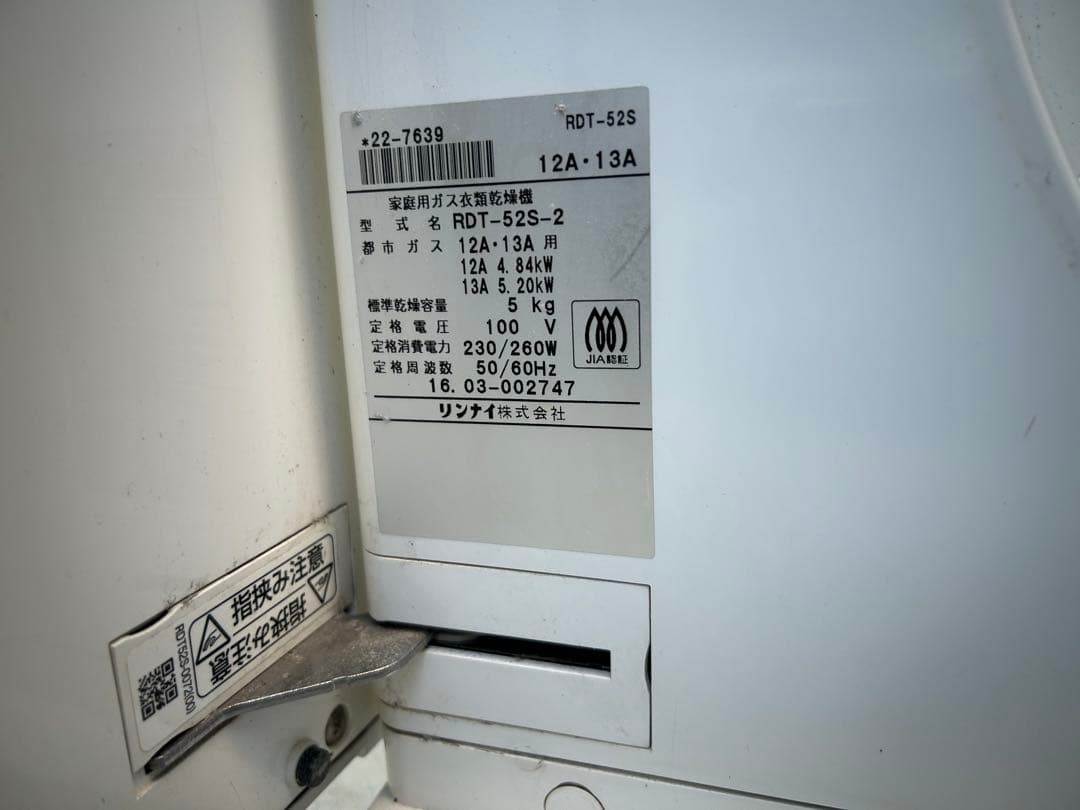 *22-7639
RDT-52S
12A・13A
家庭用ガス衣類乾燥機
型式名 RDT-52S-2
都市ガス 12A・13A用
12A 4.84kW
13A 5.20kW
標準乾燥容量 5 kg
定格電圧 100 V
定格消費電力 230/260W
定格周波数 50/60Hz
16.03-002747
リンナイ株式会社
JIA認証
指挟み注意
指挟み注意
RDT52S-0072(00)